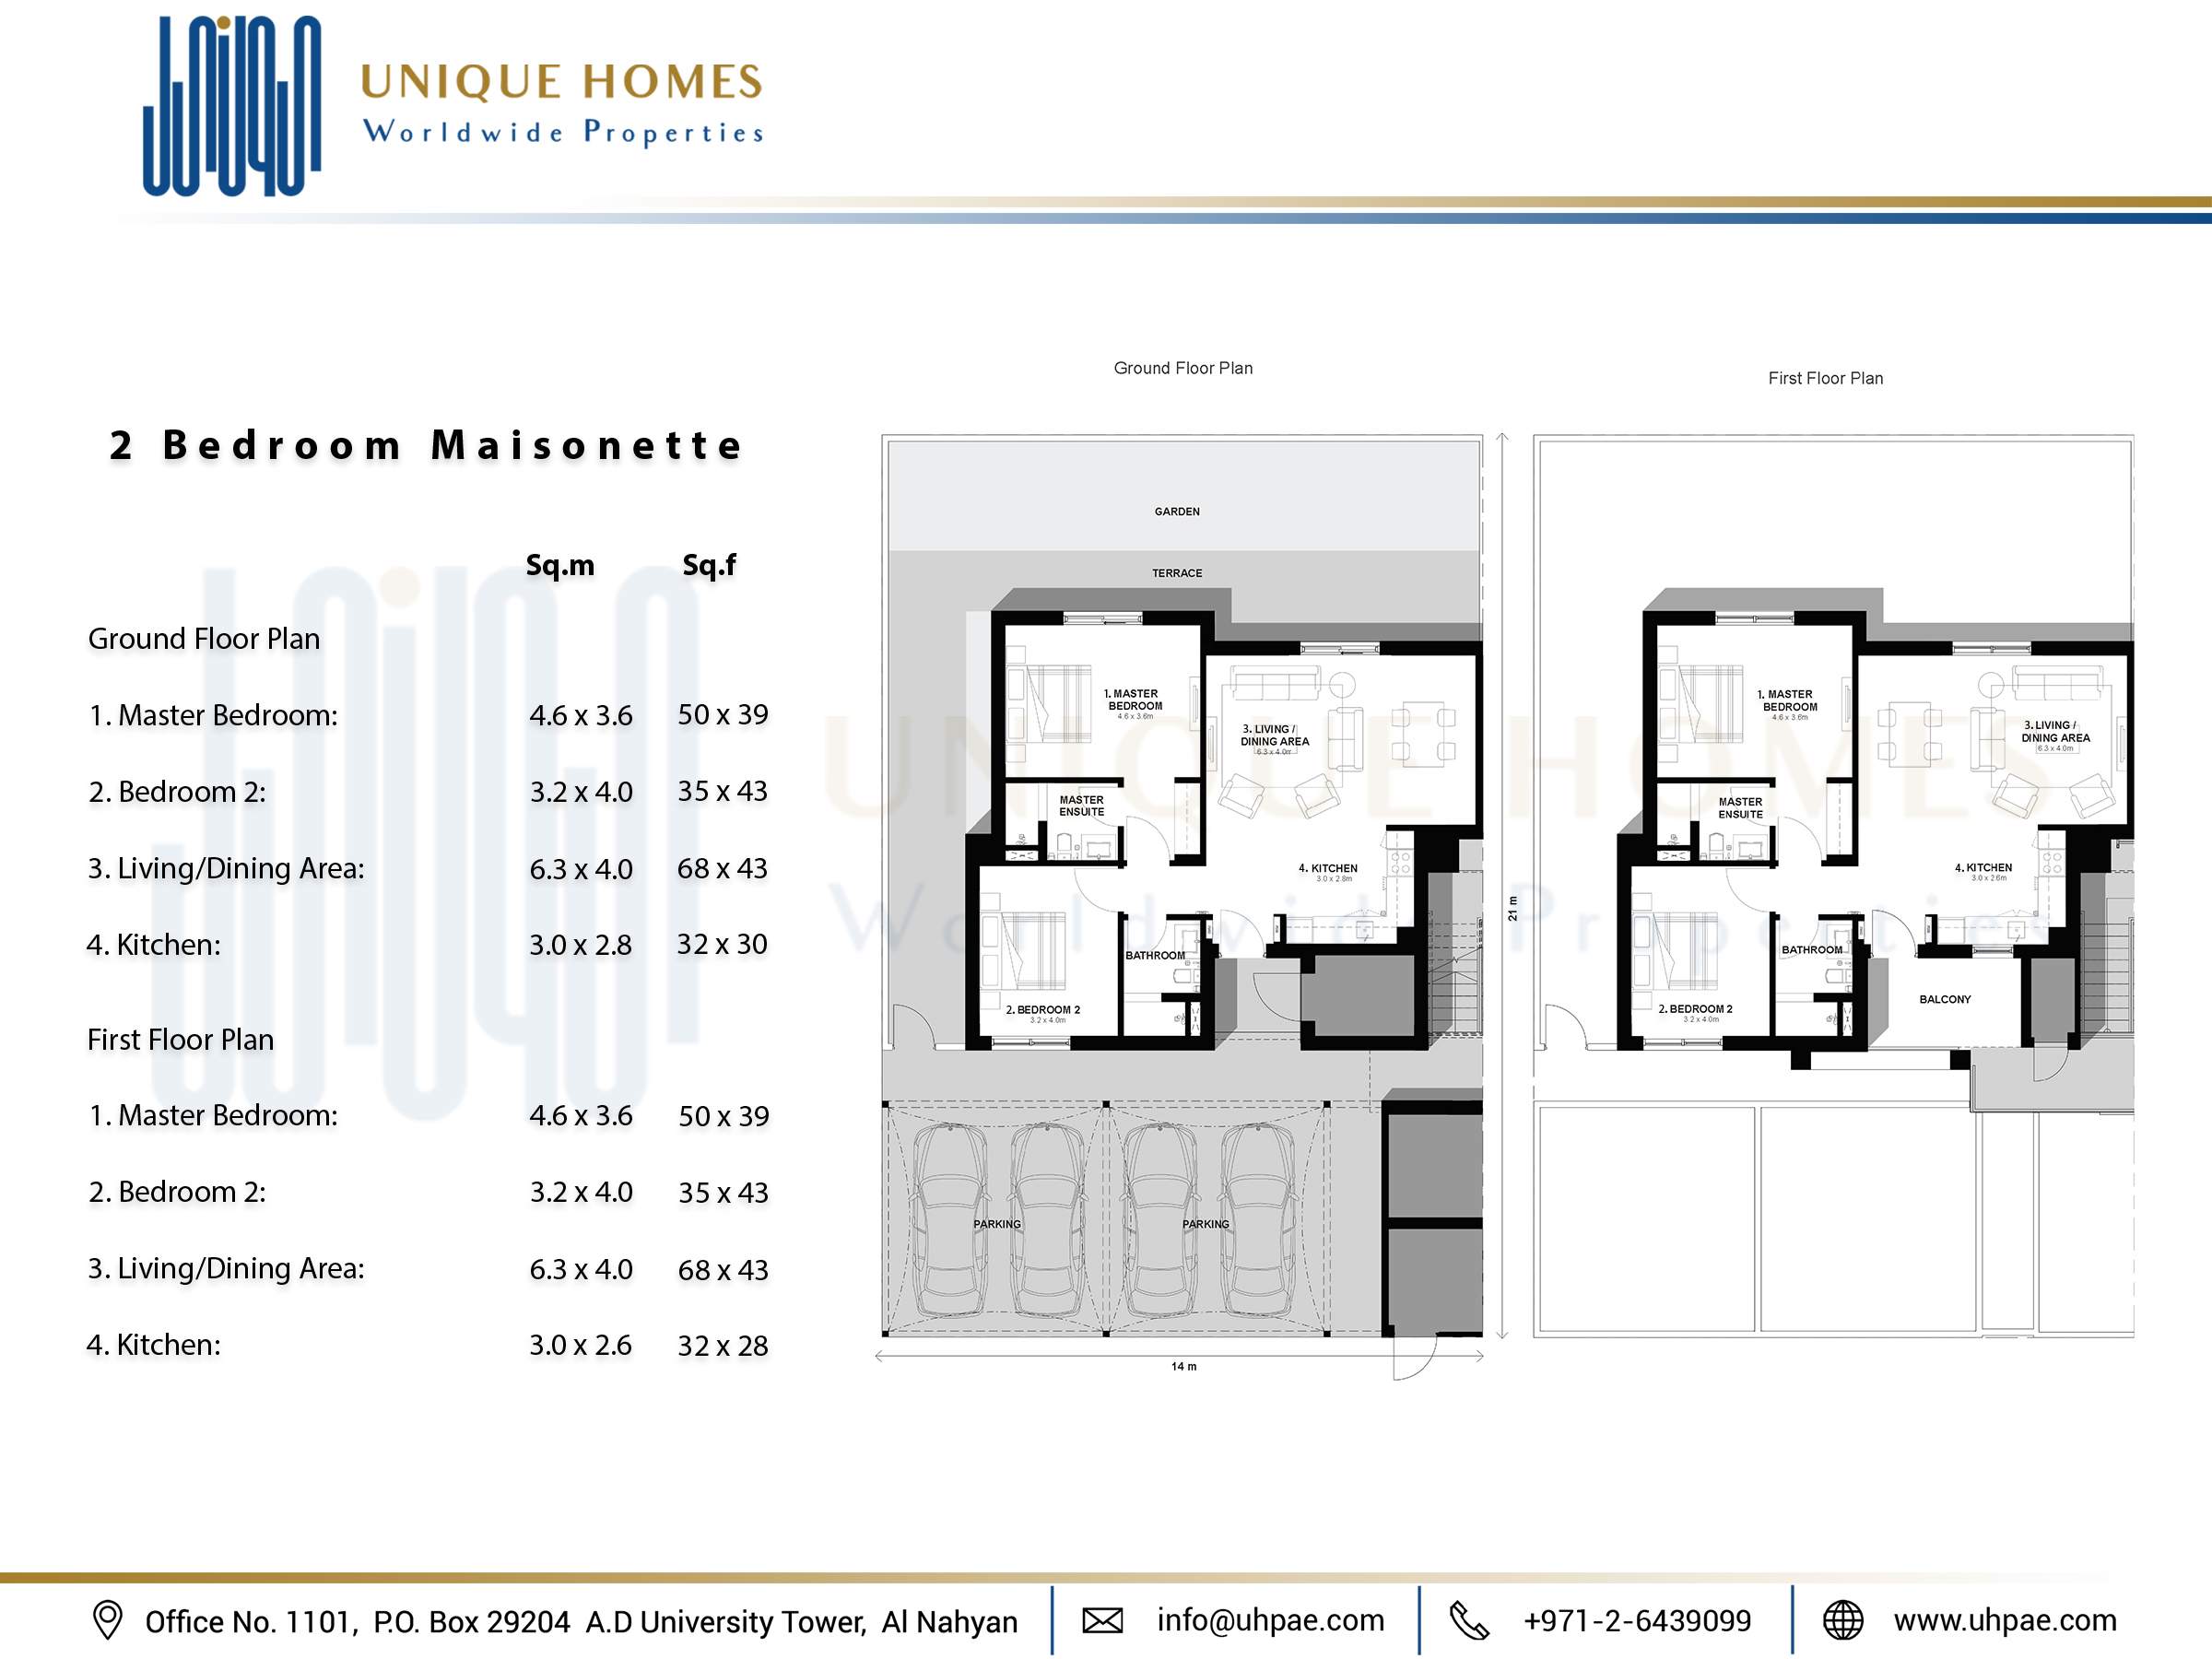 UNIQUE HOMES
Worldwide Properties
2 Bedroom Maisonette
Sq.m Sq.f
Ground Floor Plan
1. Master Bedroom: 4.6 x 3.6 50 x 39
2. Bedroom 2: 3.2 x 4.0 35 x 43
3. Living/Dining Area: 6.3 x 4.0 68 x 43
4. Kitchen: 3.0 x 2.8 32 x 30
First Floor Plan
1. Master Bedroom: 4.6 x 3.6 50 x 39
2. Bedroom 2: 3.2 x 4.0 35 x 43
3. Living/Dining Area: 6.3 x 4.0 68 x 43
4. Kitchen: 3.0 x 2.6 32 x 28
UNIQUE HOMES
Worldwide Properties
Ground Floor Plan
GARDEN
TERRACE
1. MASTER
BEDROOM
4.6 x 3.6m
3. LIVING /
DINING AREA
6.3 x 4.0m
MASTER
ENSUITE
4. KITCHEN
3.0 x 2.8m
BATHROOM
2. BEDROOM 2
3.2 x 4.0m
PARKING
PARKING
14 m
21 m
First Floor Plan
1. MASTER
BEDROOM
4.6 x 3.6m
3. LIVING /
DINING AREA
6.3 x 4.0m
MASTER
ENSUITE
4. KITCHEN
3.0 x 2.6m
BATHROOM
BALCONY
2. BEDROOM 2
3.2 x 4.0m
Office No. 1101, P.O. Box 29204 A.D University Tower, Al Nahyan
info@uhpae.com
+971-2-6439099
www.uhpae.com